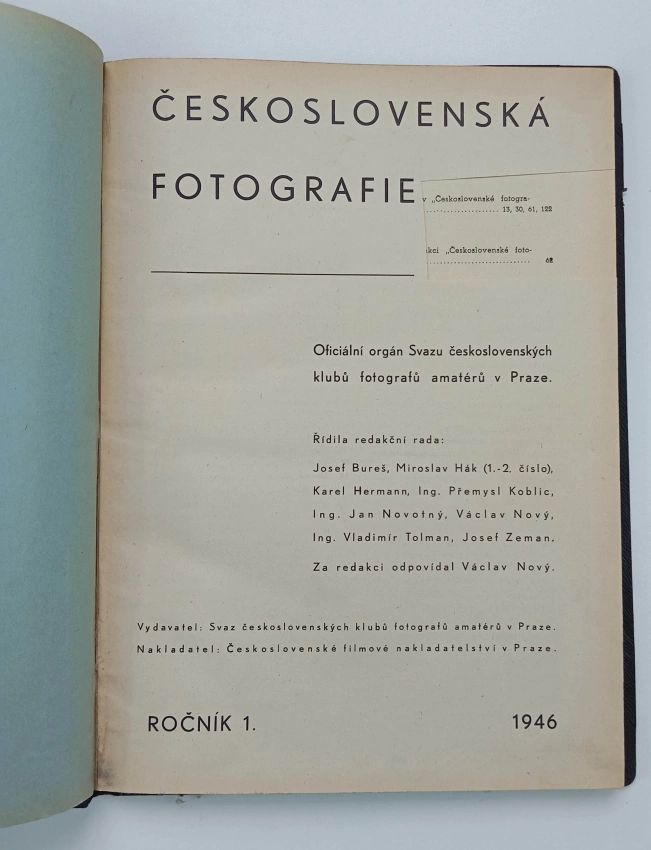 ČESKOSLOVENSKÁ
FOTOGRAFIE
v „Československé fotogra-
........................ 13, 30, 61, 122
kci „Československé foto-
................................ 62
Oficiální orgán Svazu československých
klubů fotografů amatérů v Praze.
Řídila redakční rada:
Josef Bureš, Miroslav Hák (1.-2. číslo),
Karel Hermann, Ing. Přemysl Koblic,
Ing. Jan Novotný, Václav Nový,
Ing. Vladimír Tolman, Josef Zeman.
Za redakci odpovídal Václav Nový.
Vydavatel: Svaz československých klubů fotografů amatérů v Praze.
Nakladatel: Československé filmové nakladatelství v Praze.
ROČNÍK 1. 1946